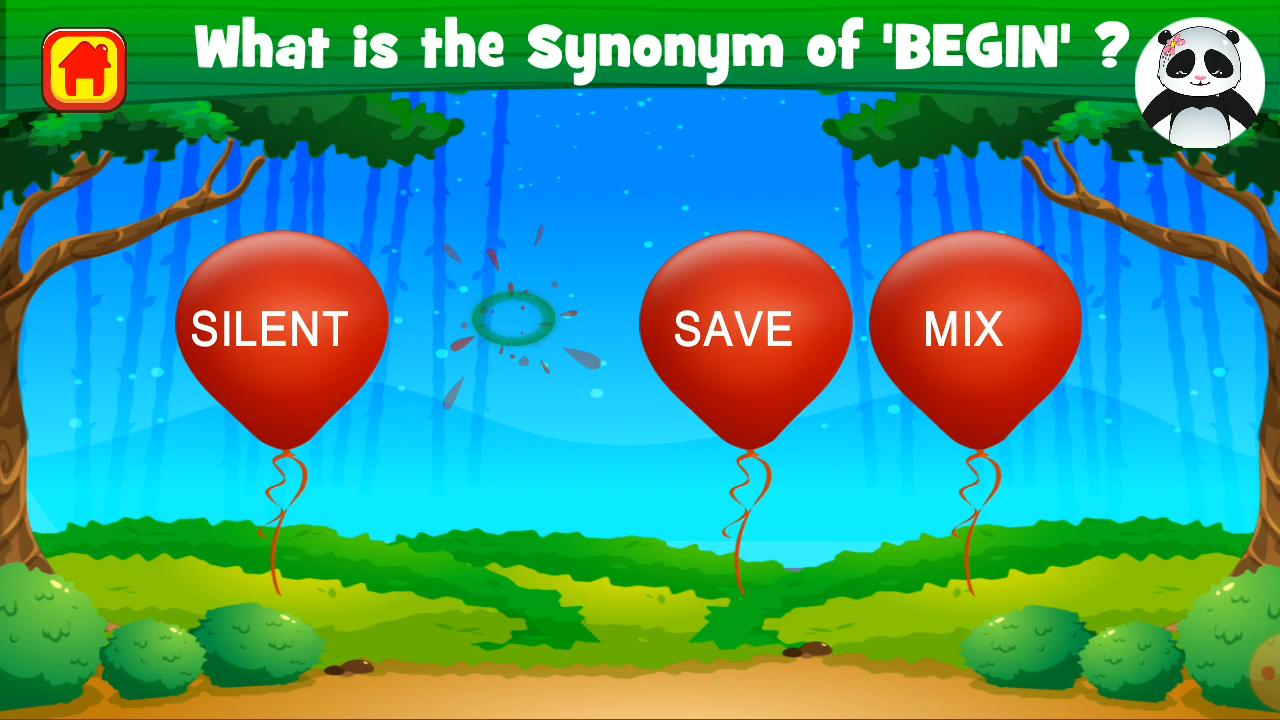 What is the Synonym of 'BEGIN' ?
SILENT
SAVE
MIX